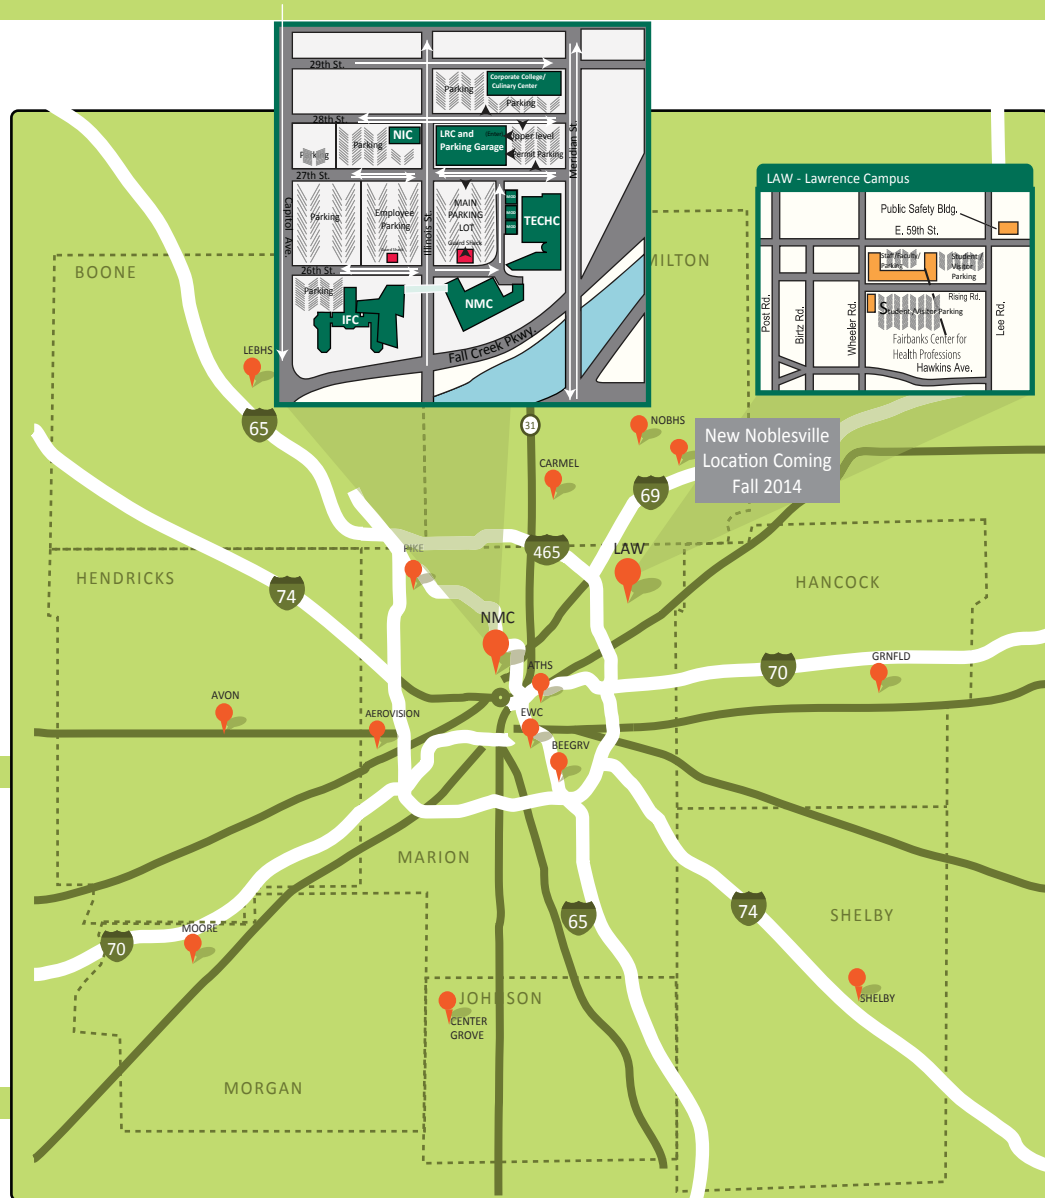 29th St.
Corporate College/
Culinary Center
Parking
Parking
28th St.
Meridian St.
NIC
LRC and
Parking Garage
(Enter)
Upper level
Permit Parking
Parking
Parking
27th St.
Capitol Ave.
Parking
Employee
Parking
Guard Shack
Illinois St.
MAIN
PARKING
LOT
Guard Shack
TECHC
26th St.
Parking
IFC
NMC
Fall Creek Pkwy.
LAW - Lawrence Campus
Public Safety Bldg.
E. 59th St.
Staff/Faculty/
Parking
Student /
Visitor
Parking
Rising Rd.
Student /Visitor Parking
Fairbanks Center for
Health Professions
Hawkins Ave.
Post Rd.
Birtz Rd.
Wheeler Rd.
Lee Rd.
BOONE
MILTON
LEBHS
65
31
NOBHS
New Noblesville
Location Coming
Fall 2014
CARMEL
69
465
PIKE
LAW
HENDRICKS
74
HANCOCK
NMC
ATHS
70
GRNFLD
AVON
AEROVISION
EWC
BEEGRV
MARION
65
74
SHELBY
MOORE
70
SHELBY
JOHNSON
CENTER
GROVE
MORGAN